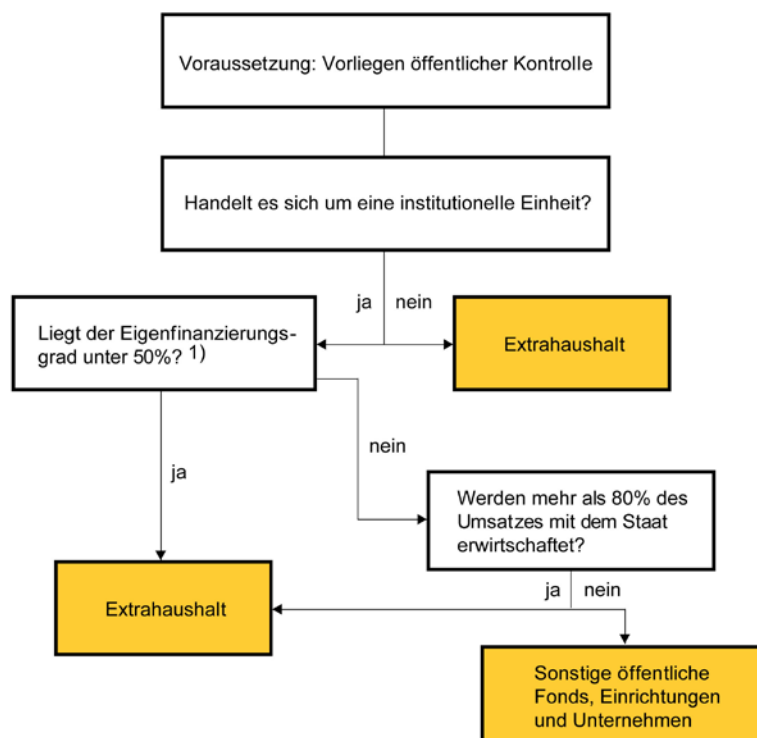 Voraussetzung: Vorliegen öffentlicher Kontrolle
Handelt es sich um eine institutionelle Einheit?
ja nein
Liegt der Eigenfinanzierungs-
grad unter 50%? 1)
Extrahaushalt
nein
ja
Werden mehr als 80% des
Umsatzes mit dem Staat
erwirtschaftet?
ja nein
Extrahaushalt
Sonstige öffentliche
Fonds, Einrichtungen
und Unternehmen